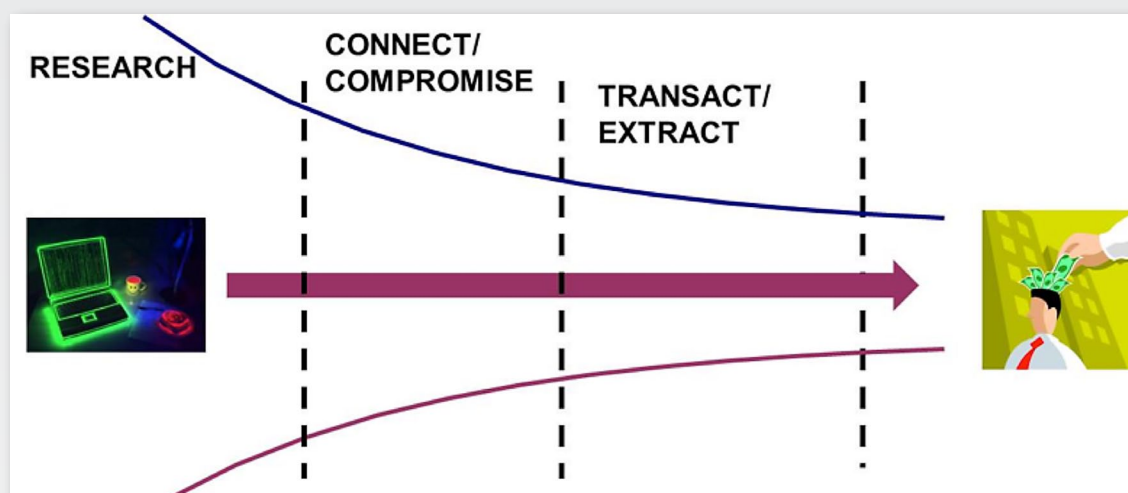 RESEARCH
CONNECT/
COMPROMISE
TRANSACT/
EXTRACT